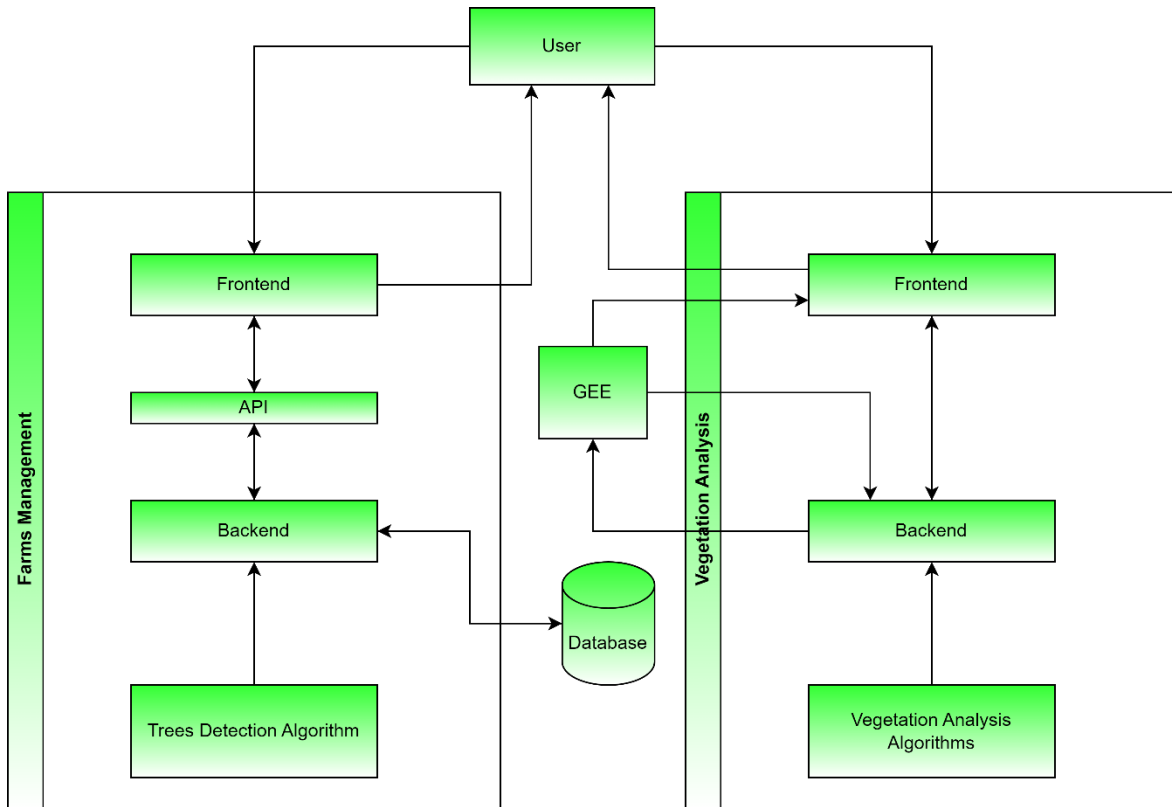 User
Farms Management
Frontend
API
Backend
Trees Detection Algorithm
GEE
Database
Vegetation Analysis
Frontend
Backend
Vegetation Analysis
Algorithms